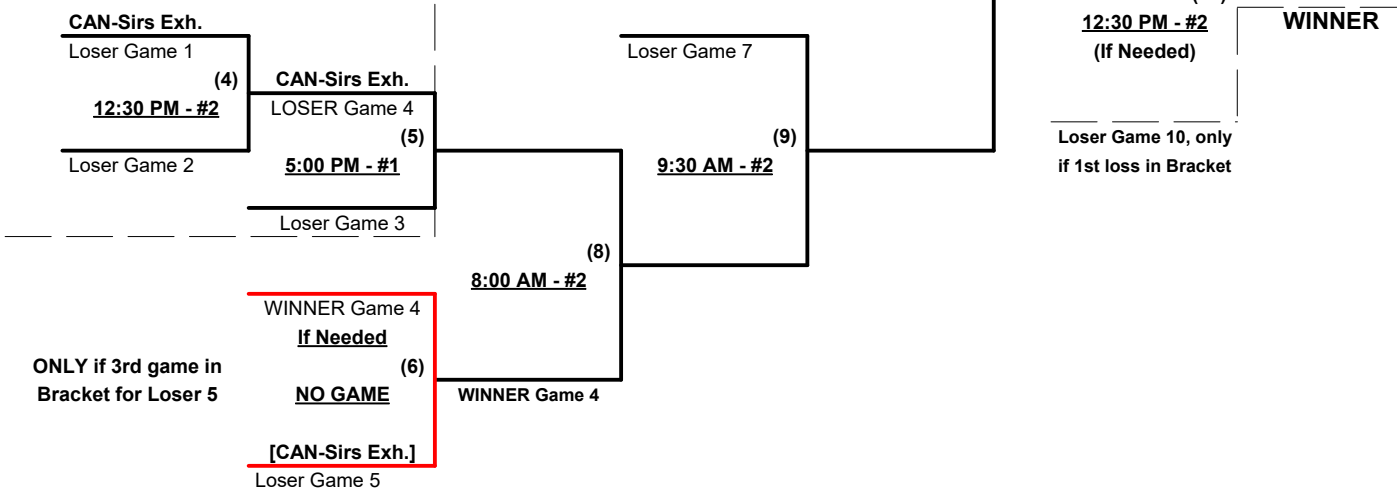 CAN-Sirs Exh.
Loser Game 1
(4)
12:30 PM - #2
Loser Game 2
CAN-Sirs Exh.
LOSER Game 4
(5)
5:00 PM - #1
Loser Game 3
WINNER Game 4
If Needed
(6)
NO GAME
[CAN-Sirs Exh.]
Loser Game 5
ONLY if 3rd game in
Bracket for Loser 5
(8)
8:00 AM - #2
WINNER Game 4
Loser Game 7
(9)
9:30 AM - #2
12:30 PM - #2
(If Needed)
WINNER
Loser Game 10, only
if 1st loss in Bracket